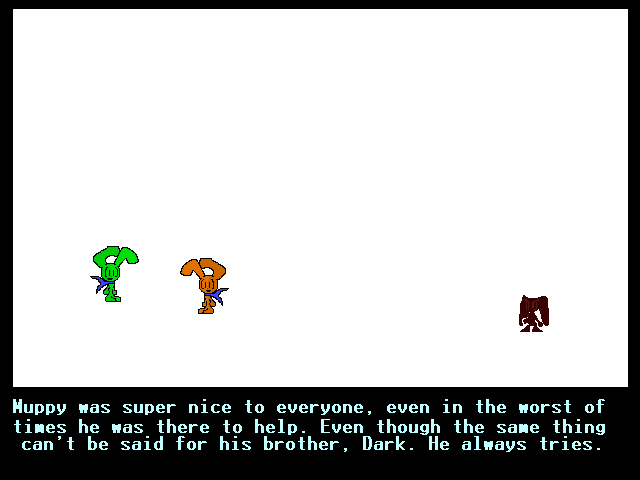 Muppy was super nice to everyone, even in the worst of
times he was there to help. Even though the same thing
can't be said for his brother, Dark. He always tries.